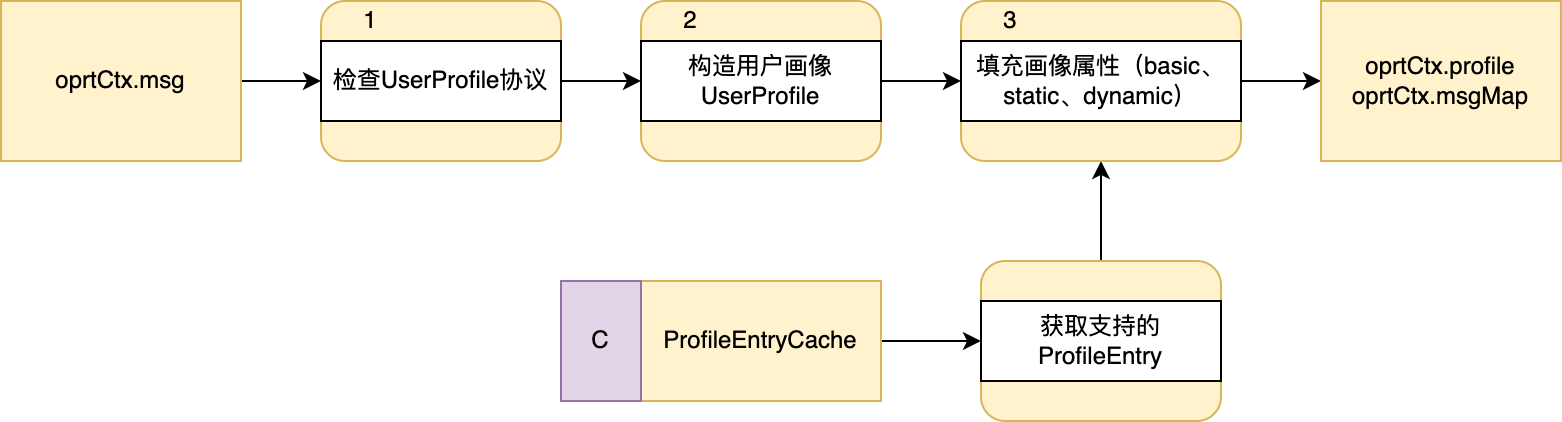 oprtCtx.msg
1
检查UserProfile协议
2
构造用户画像
UserProfile
3
填充画像属性（basic、
static、dynamic）
oprtCtx.profile
oprtCtx.msgMap
C
ProfileEntryCache
获取支持的
ProfileEntry